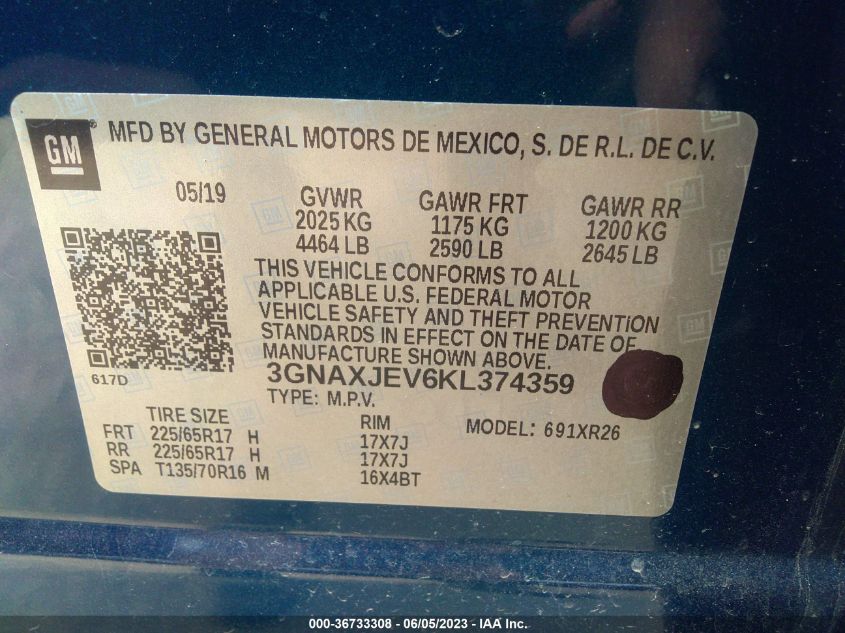 GM
MFD BY GENERAL MOTORS DE MEXICO, S. DE R.L. DE C.V.
05/19 GVWR GAWR FRT GAWR RR
2025 KG 1175 KG 1200 KG
4464 LB 2590 LB 2645 LB
THIS VEHICLE CONFORMS TO ALL
APPLICABLE U.S. FEDERAL MOTOR
VEHICLE SAFETY AND THEFT PREVENTION
STANDARDS IN EFFECT ON THE DATE OF
MANUFACTURE SHOWN ABOVE.
617D
3GNAXJEV6KL374359
TYPE: M.P.V.
TIRE SIZE RIM MODEL: 691XR26
FRT 225/65R17 H 17X7J
RR 225/65R17 H 17X7J
SPA T135/70R16 M 16X4BT
000-36733308 - 06/05/2023 - IAA Inc.